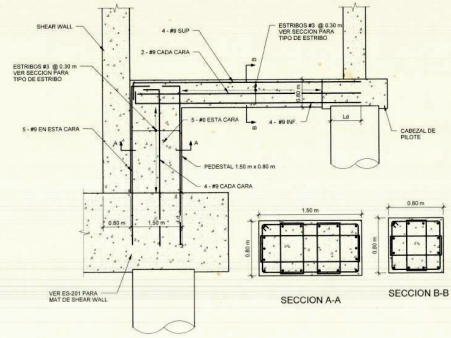 SHEAR WALL
4 - #9 SUP
2 - #9 CADA CARA
ESTRIBOS #3 @ 0.30 m
VER SECCION PARA
TIPO DE ESTRIBO
ESTRIBOS #3 @ 0.30 m
VER SECCION PARA
TIPO DE ESTRIBO
B
B
0.80 m
5 - #9 EN ESTA CARA
A
A
5 - #0 ESTA CARA
4 - #9 INF.
Ld
CABEZAL DE
PILOTE
PEDESTAL 1.50 m x 0.80 m
4 - #9 CADA CARA
0.60 m
1.50 m
Ld
1.50 m
0.80 m
0.80 m
0.80 m
VER ES-201 PARA
MAT DE SHEAR WALL
SECCION A-A
SECCION B-B